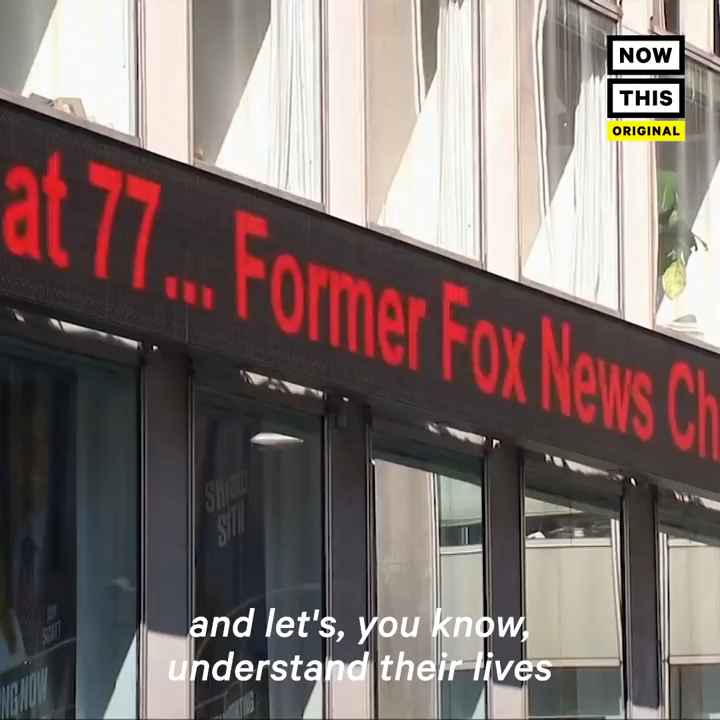 NOW
THIS
ORIGINAL
at 77... Former Fox News Ch
and let's, you know,
understand their lives